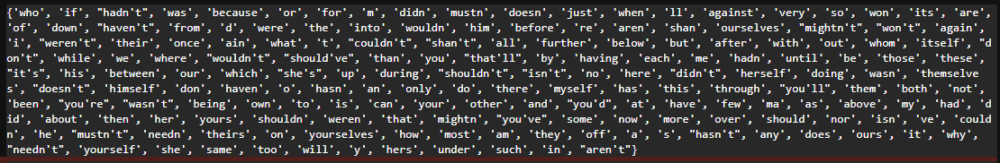 {'who', 'if', "hadn't", 'was', 'because', 'or', 'for', 'm', 'didn', 'mustn', 'doesn', 'just', 'when', 'll', 'against', 'very', 'so', 'won', 'its', 'are',
'of', 'down', "haven't", 'from', 'd', 'were', 'the', 'into', 'wouldn', 'him', 'before', 're', 'aren', 'shan', 'ourselves', "mightn't", "won't", 'again',
'i', "weren't", 'their', 'once', 'ain', 'what', 't', "couldn't", "shan't", 'all', 'further', 'below', 'but', 'after', 'with', 'out', 'whom', 'itself', "d
on't", 'while', 'we', 'where', "wouldn't", "should've", 'than', 'you', "that'll", 'by', 'having', 'each', 'me', 'hadn', 'until', 'be', 'those', 'these',
"it's", 'his', 'between', 'our', 'which', "she's", 'up', 'during', "shouldn't", "isn't", 'no', 'here', "didn't", 'herself', 'doing', 'wasn', 'themselve
s', "doesn't", 'himself', 'don', 'haven', 'o', 'hasn', 'an', 'only', 'do', 'there', 'myself', 'has', 'this', 'through', "you'll", 'them', 'both', 'not',
'been', "you're", "wasn't", 'being', 'own', 'to', 'is', 'can', 'your', 'other', 'and', "you'd", 'at', 'have', 'few', 'ma', 'as', 'above', 'my', 'had', 'd
id', 'about', 'then', 'her', 'yours', 'shouldn', 'weren', 'that', 'mightn', "you've", 'some', 'now', 'more', 'over', 'should', 'nor', 'isn', 've', 'could
n', 'he', "mustn't", 'needn', 'theirs', 'on', 'yourselves', 'how', 'most', 'am', 'they', 'off', 'a', 's', "hasn't", 'any', 'does', 'ours', 'it', 'why',
"needn't", 'yourself', 'she', 'same', 'too', 'will', 'y', 'hers', 'under', 'such', 'in', "aren't"}